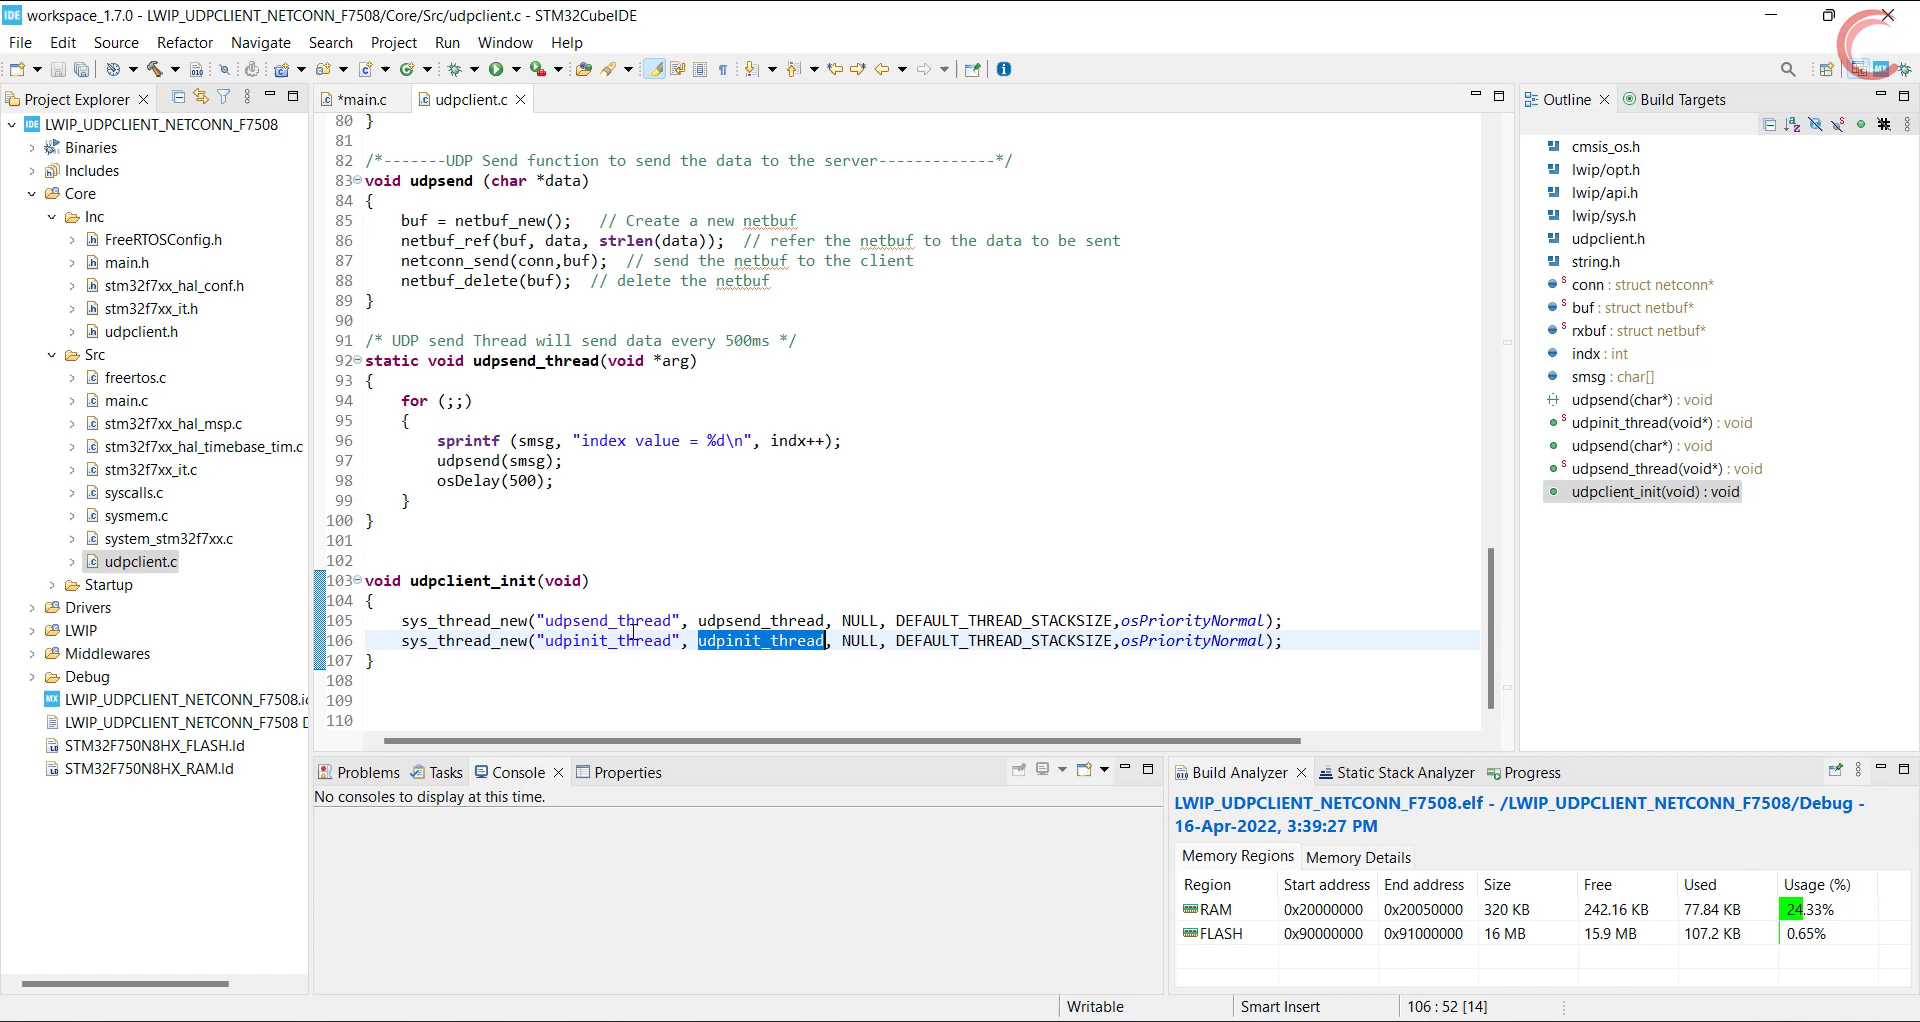 workspace_1.7.0 - LWIP_UDPCLIENT_NETCONN_F7508/Core/Src/udpclient.c - STM32CubeIDE
File Edit Source Refactor Navigate Search Project Run Window Help
Project Explorer
LWIP_UDPCLIENT_NETCONN_F7508
Binaries
Includes
Core
Inc
FreeRTOSConfig.h
main.h
stm32f7xx_hal_conf.h
stm32f7xx_it.h
udpclient.h
Src
freertos.c
main.c
stm32f7xx_hal_msp.c
stm32f7xx_hal_timebase_tim.c
stm32f7xx_it.c
syscalls.c
sysmem.c
system_stm32f7xx.c
udpclient.c
Startup
Drivers
LWIP
Middlewares
Debug
LWIP_UDPCLIENT_NETCONN_F7508.i
LWIP_UDPCLIENT_NETCONN_F7508 D
STM32F750N8HX_FLASH.ld
STM32F750N8HX_RAM.ld
*main.c udpclient.c
80 }
81
82 /*-------UDP Send function to send the data to the server-------------*/
83 void udpsend (char *data)
84 {
85 buf = netbuf_new(); // Create a new netbuf
86 netbuf_ref(buf, data, strlen(data)); // refer the netbuf to the data to be sent
87 netconn_send(conn,buf); // send the netbuf to the client
88 netbuf_delete(buf); // delete the netbuf
89 }
90
91 /* UDP send Thread will send data every 500ms */
92 static void udpsend_thread(void *arg)
93 {
94 for (;;)
95 {
96 sprintf (smsg, "index value = %d\n", indx++);
97 udpsend(smsg);
98 osDelay(500);
99 }
100 }
101
102
103 void udpclient_init(void)
104 {
105 sys_thread_new("udpsend_thread", udpsend_thread, NULL, DEFAULT_THREAD_STACKSIZE,osPriorityNormal);
106 sys_thread_new("udpinit_thread", udpinit_thread, NULL, DEFAULT_THREAD_STACKSIZE,osPriorityNormal);
107 }
108
109
110
Outline Build Targets
cmsis_os.h
lwip/opt.h
lwip/api.h
lwip/sys.h
udpclient.h
string.h
conn : struct netconn*
buf : struct netbuf*
rxbuf : struct netbuf*
indx : int
smsg : char[]
udpsend(char*) : void
udpinit_thread(void*) : void
udpsend(char*) : void
udpsend_thread(void*) : void
udpclient_init(void) : void
Problems Tasks Console Properties
No consoles to display at this time.
Build Analyzer Static Stack Analyzer Progress
LWIP_UDPCLIENT_NETCONN_F7508.elf - /LWIP_UDPCLIENT_NETCONN_F7508/Debug -
16-Apr-2022, 3:39:27 PM
Memory Regions Memory Details
Region Start address End address Size Free Used Usage (%)
RAM 0x20000000 0x20050000 320 KB 242.16 KB 77.84 KB 24.33%
FLASH 0x90000000 0x91000000 16 MB 15.9 MB 107.2 KB 0.65%
Writable Smart Insert 106 : 52 [14]